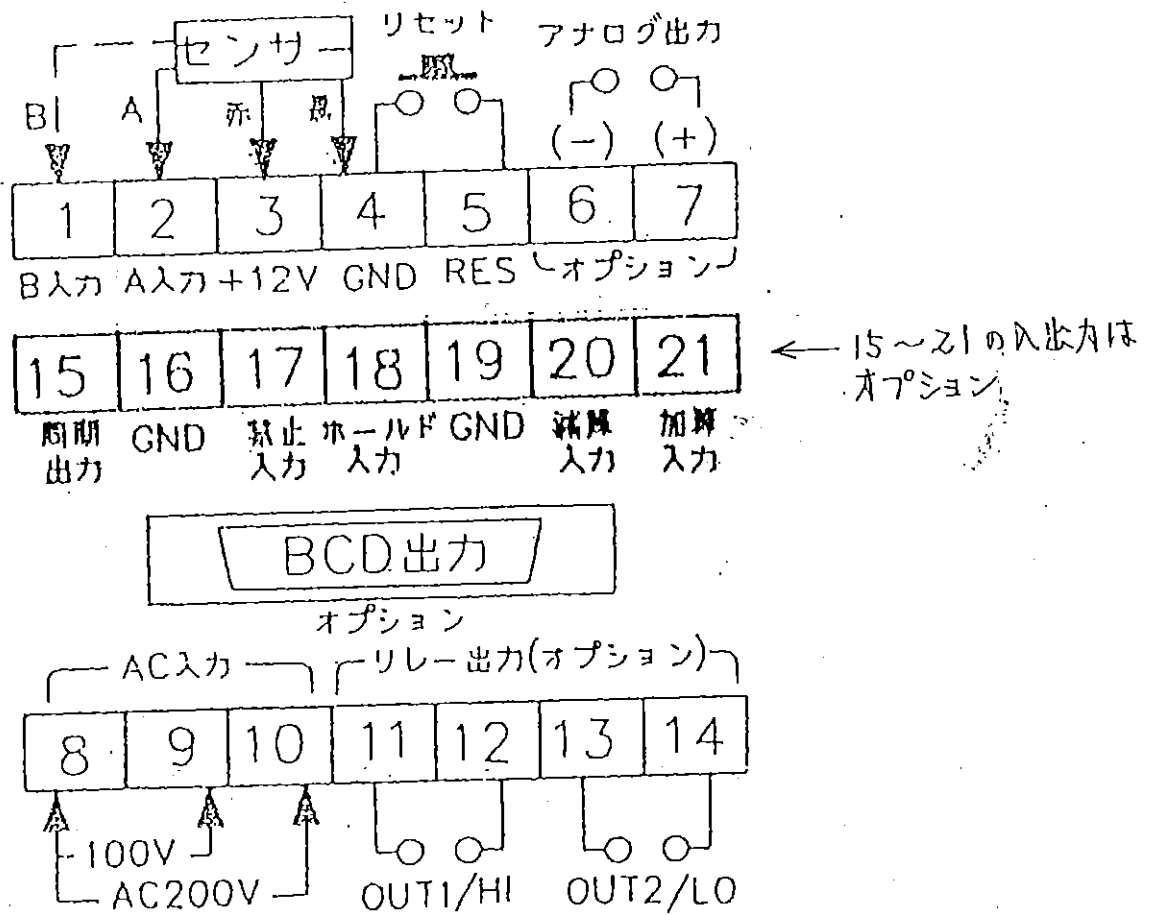 センサー
リセット
アナログ出力
B
A
赤
黒
(−)
(+)
1 2 3 4 5 6 7
B入力 A入力 +12V GND RES オプション
15 16 17 18 19 20 21
← 15～21の入出力は
オプション
同期
出力
GND
禁止
入力
ホールド
入力
GND
減算
入力
加算
入力
BCD出力
オプション
AC入力
リレー出力(オプション)
8 9 10 11 12 13 14
100V
AC200V
OUT1/HI
OUT2/LO